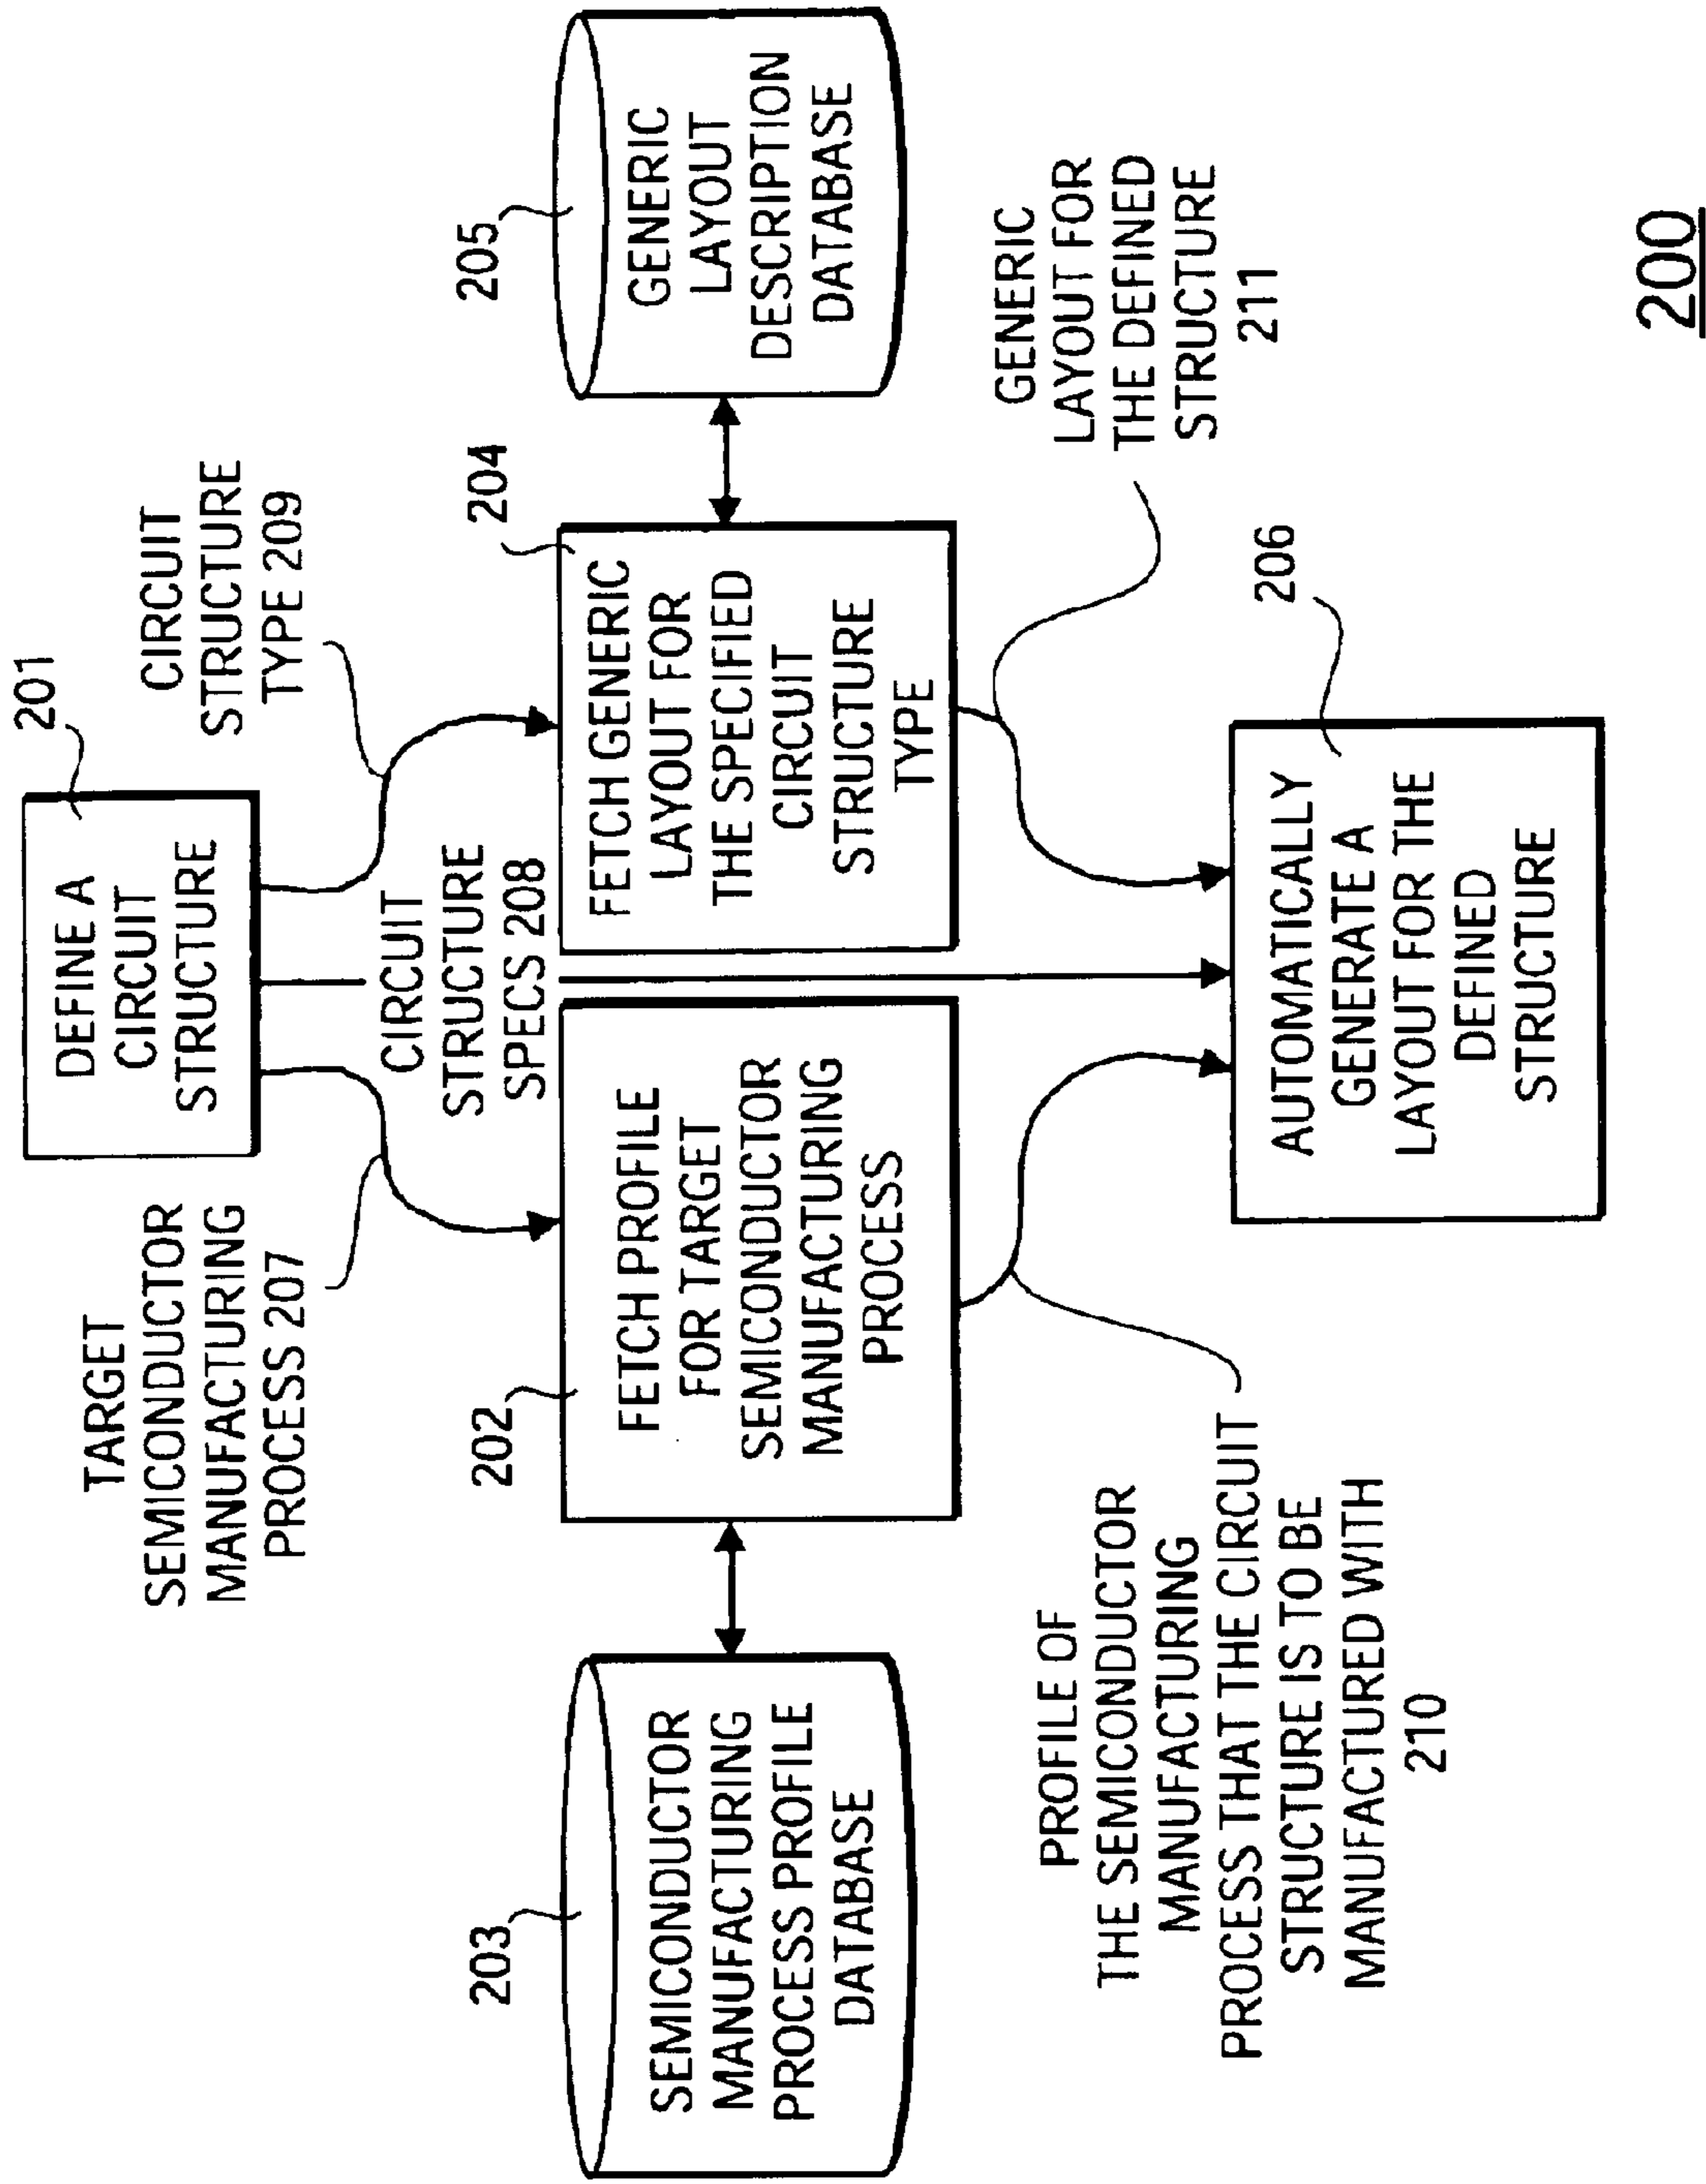 201
DEFINE A
CIRCUIT
STRUCTURE
TARGET
SEMICONDUCTOR
MANUFACTURING
PROCESS 207
CIRCUIT
STRUCTURE
TYPE 209
CIRCUIT
STRUCTURE
SPECS 208
203
SEMICONDUCTOR
MANUFACTURING
PROCESS PROFILE
DATABASE
202
FETCH PROFILE
FOR TARGET
SEMICONDUCTOR
MANUFACTURING
PROCESS
204
FETCH GENERIC
LAYOUT FOR
THE SPECIFIED
CIRCUIT
STRUCTURE
TYPE
205
GENERIC
LAYOUT
DESCRIPTION
DATABASE
PROFILE OF
THE SEMICONDUCTOR
MANUFACTURING
PROCESS THAT THE CIRCUIT
STRUCTURE IS TO BE
MANUFACTURED WITH
210
GENERIC
LAYOUT FOR
THE DEFINED
STRUCTURE
211
206
AUTOMATICALLY
GENERATE A
LAYOUT FOR THE
DEFINED
STRUCTURE
200